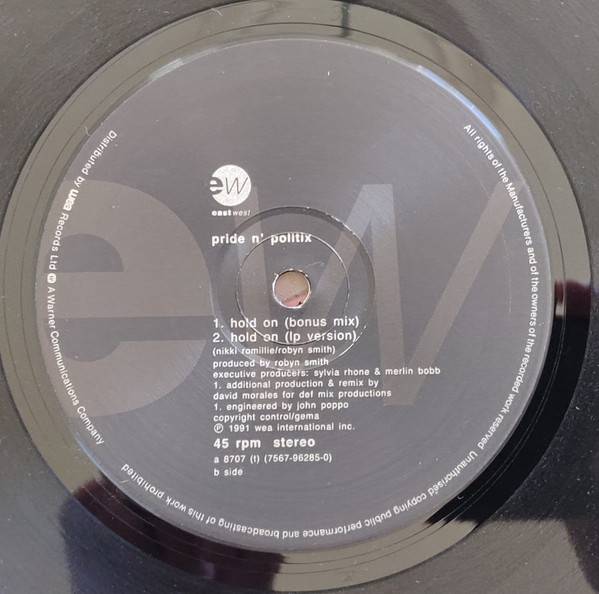 ew
eastwest
pride n' politix
1. hold on (bonus mix)
2. hold on (lp version)
(nikki romillie/robyn smith)
produced by robyn smith
executive producers: sylvia rhone & merlin bobb
1. additional production & remix by
david morales for def mix productions
1. engineered by john poppo
copyright control/gema
℗ 1991 wea international inc.
45 rpm stereo
a 8707 (t) (7567-96285-0)
b side
ew
All rights of the Manufacturers and of the owners of the recorded work reserved Unauthorised copying public performance and broadcasting of this work prohibited
Distributed by wea Records Ltd A Warner Communications Company